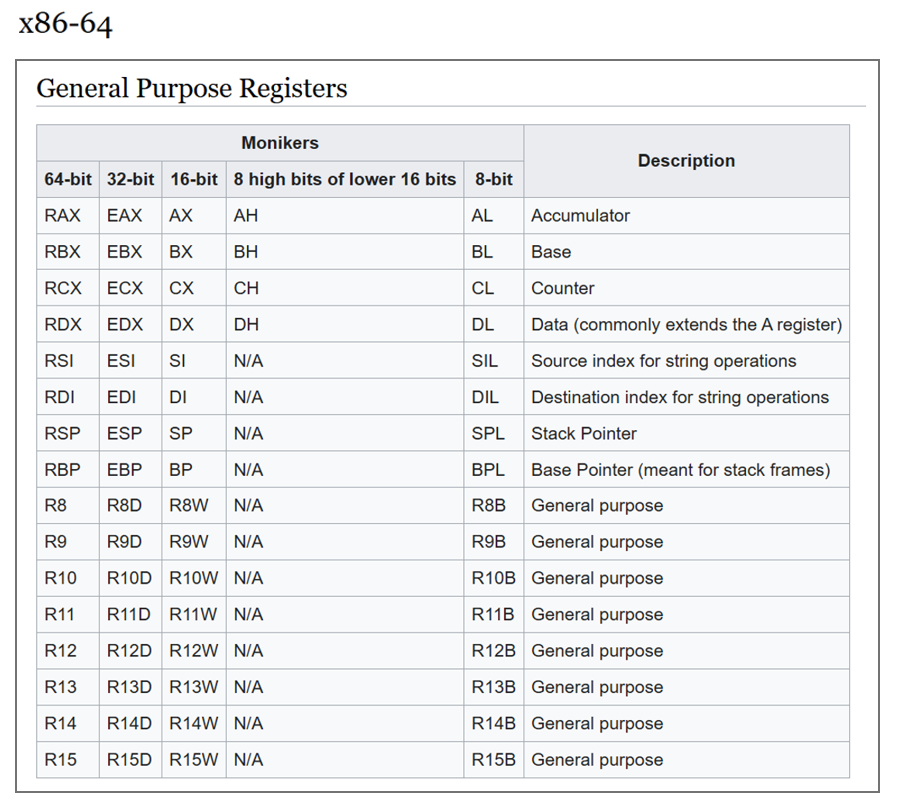 x86-64
General Purpose Registers
Monikers Description
64-bit 32-bit 16-bit 8 high bits of lower 16 bits 8-bit
RAX EAX AX AH AL Accumulator
RBX EBX BX BH BL Base
RCX ECX CX CH CL Counter
RDX EDX DX DH DL Data (commonly extends the A register)
RSI ESI SI N/A SIL Source index for string operations
RDI EDI DI N/A DIL Destination index for string operations
RSP ESP SP N/A SPL Stack Pointer
RBP EBP BP N/A BPL Base Pointer (meant for stack frames)
R8 R8D R8W N/A R8B General purpose
R9 R9D R9W N/A R9B General purpose
R10 R10D R10W N/A R10B General purpose
R11 R11D R11W N/A R11B General purpose
R12 R12D R12W N/A R12B General purpose
R13 R13D R13W N/A R13B General purpose
R14 R14D R14W N/A R14B General purpose
R15 R15D R15W N/A R15B General purpose